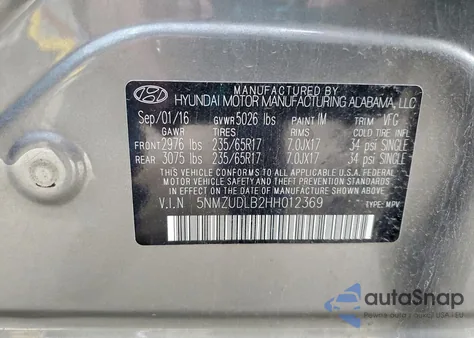 MANUFACTURED BY
HYUNDAI MOTOR MANUFACTURING ALABAMA, LLC
Sep/01/16 GVWR 5026 lbs PAINT IM TRIM VFG
GAWR TIRES RIMS COLD TIRE INFL
FRONT 2976 lbs 235/65R17 7.0JX17 34 psi SINGLE
REAR 3075 lbs 235/65R17 7.0JX17 34 psi SINGLE
THIS VEHICLE CONFORMS TO ALL APPLICABLE U.S.A. FEDERAL
MOTOR VEHICLE SAFETY, BUMPER, AND THEFT PREVENTION STANDARDS
IN EFFECT ON THE DATE OF MANUFACTURE SHOWN ABOVE.
V.I.N 5NMZUDLB2HH012369
TYPE: MPV
autoSnap